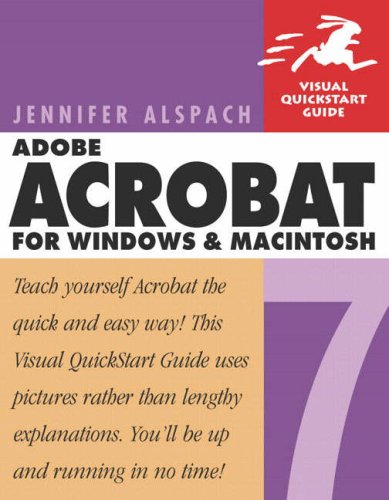 VISUAL
QUICKSTART
GUIDE
JENNIFER ALSPACH
ADOBE
ACROBAT
FOR WINDOWS & MACINTOSH
7
Teach yourself Acrobat the
quick and easy way! This
Visual QuickStart Guide uses
pictures rather than lengthy
explanations. You'll be up
and running in no time!